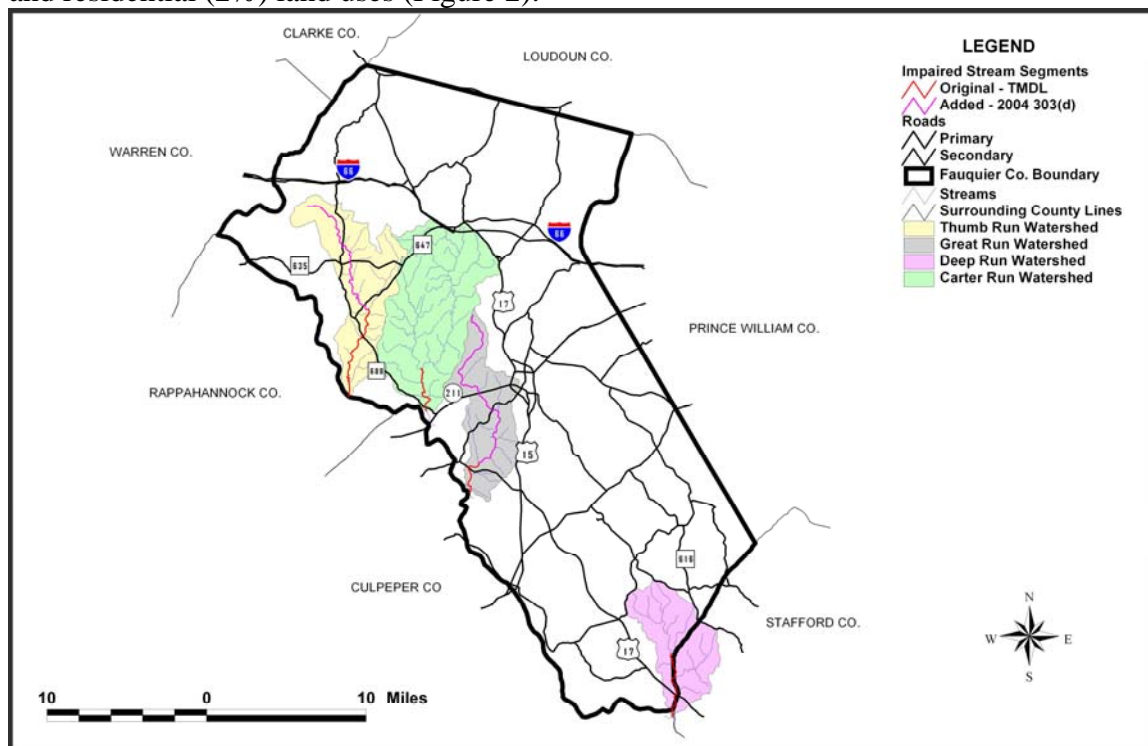 and residential (2%) land uses (Figure 2).
CLARKE CO.
LOUDOUN CO.
WARREN CO.
66
66
647
635
17
PRINCE WILLIAM CO.
688
RAPPAHANNOCK CO.
211
15
CULPEPER CO
616
STAFFORD CO.
17
LEGEND
Impaired Stream Segments
Original - TMDL
Added - 2004 303(d)
Roads
Primary
Secondary
Fauquier Co. Boundary
Streams
Surrounding County Lines
Thumb Run Watershed
Great Run Watershed
Deep Run Watershed
Carter Run Watershed
N
W E
S
10 0 10 Miles